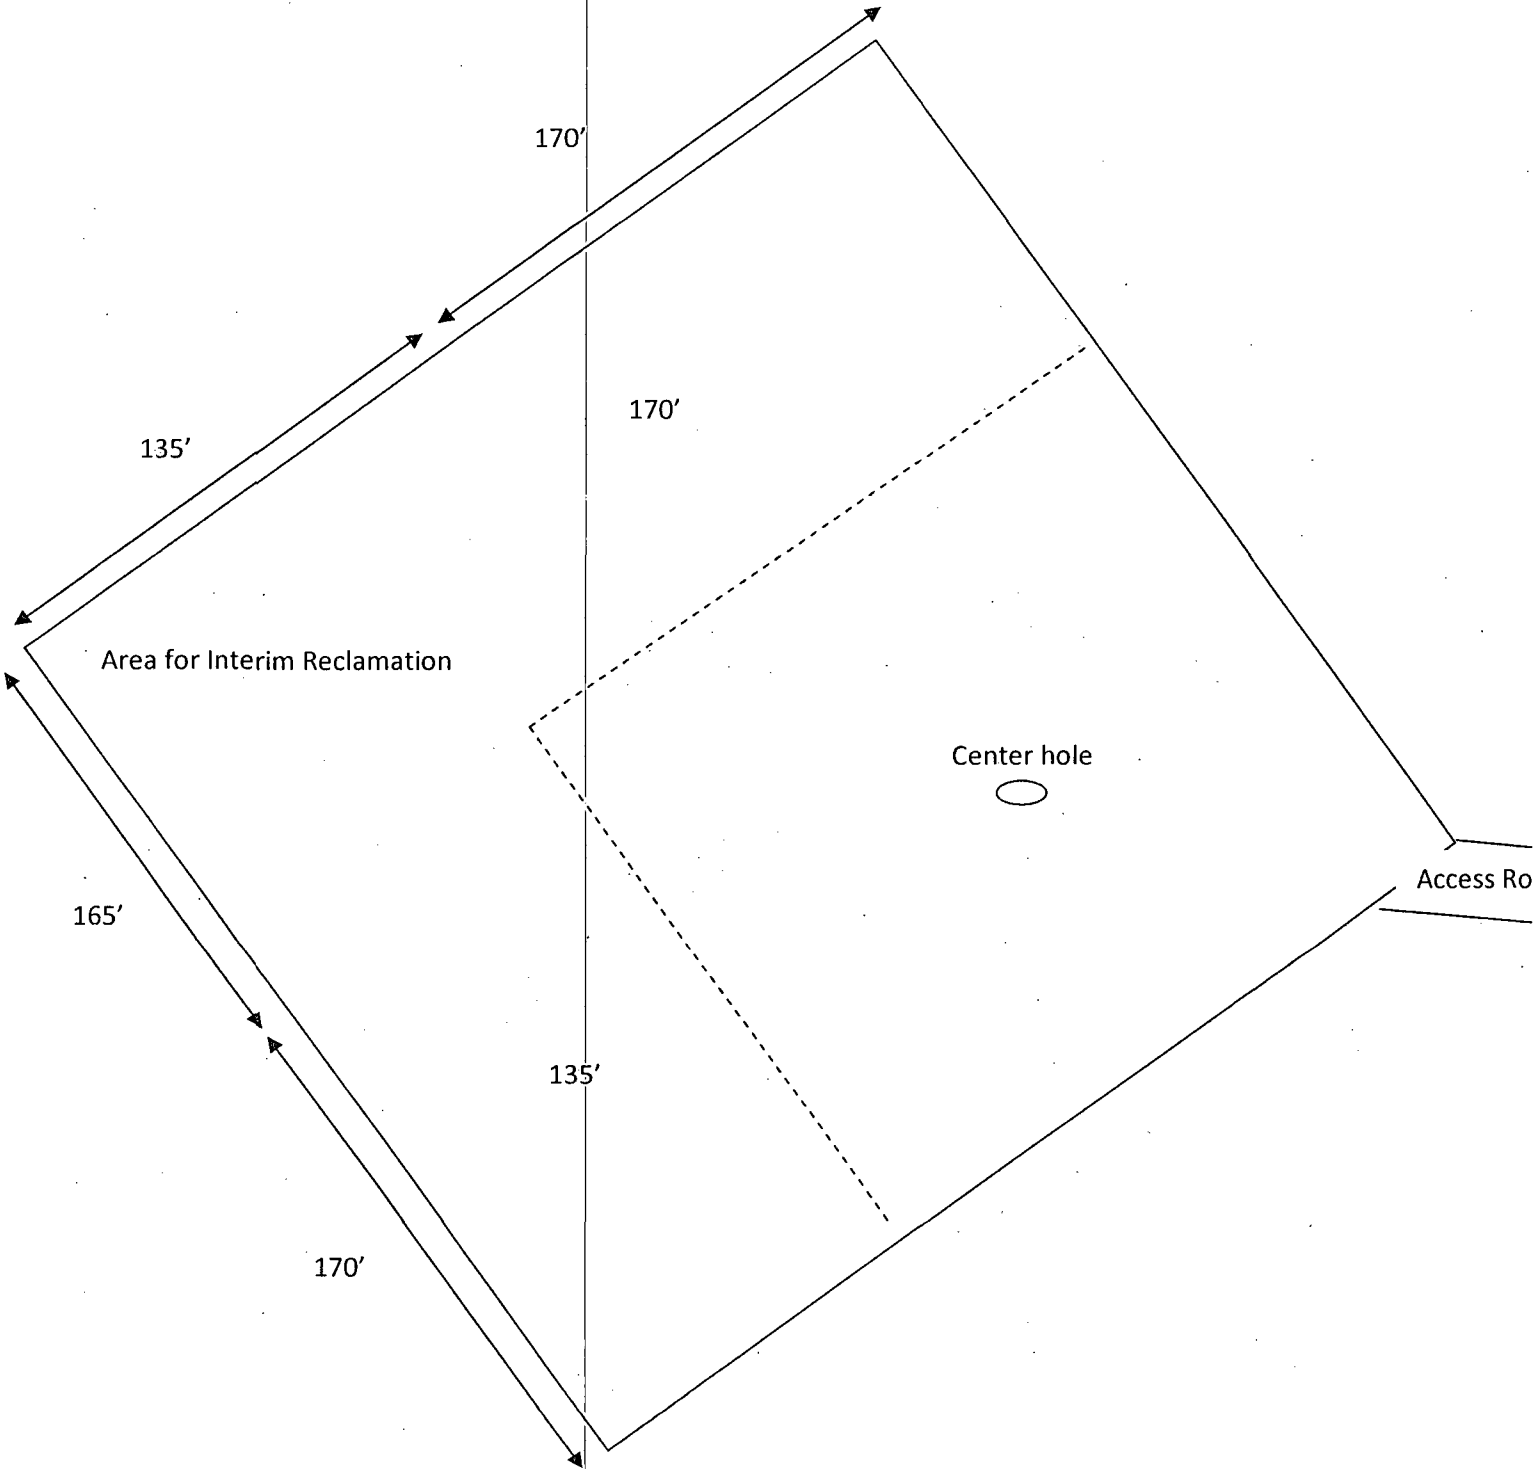 170’
170’
135’
Area for Interim Reclamation
Center hole
Access Ro
165’
135’
170’